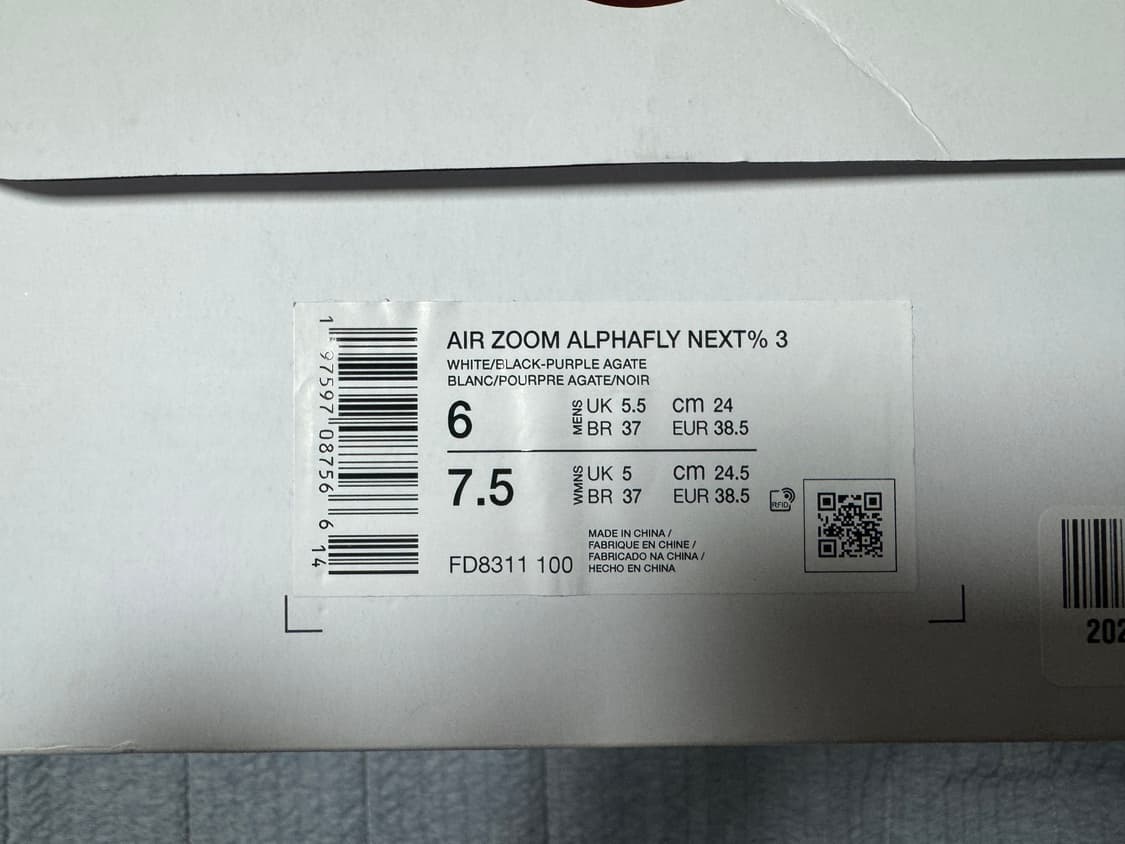 AIR ZOOM ALPHAFLY NEXT% 3
WHITE/BLACK-PURPLE AGATE
BLANC/POURPRE AGATE/NOIR
6 MENS UK 5.5 cm 24
BR 37 EUR 38.5
7.5 WMNS UK 5 cm 24.5
BR 37 EUR 38.5
RFID
MADE IN CHINA /
FABRIQUE EN CHINE /
FABRICADO NA CHINA /
HECHO EN CHINA
FD8311 100
1 97597 08756 6 14
202